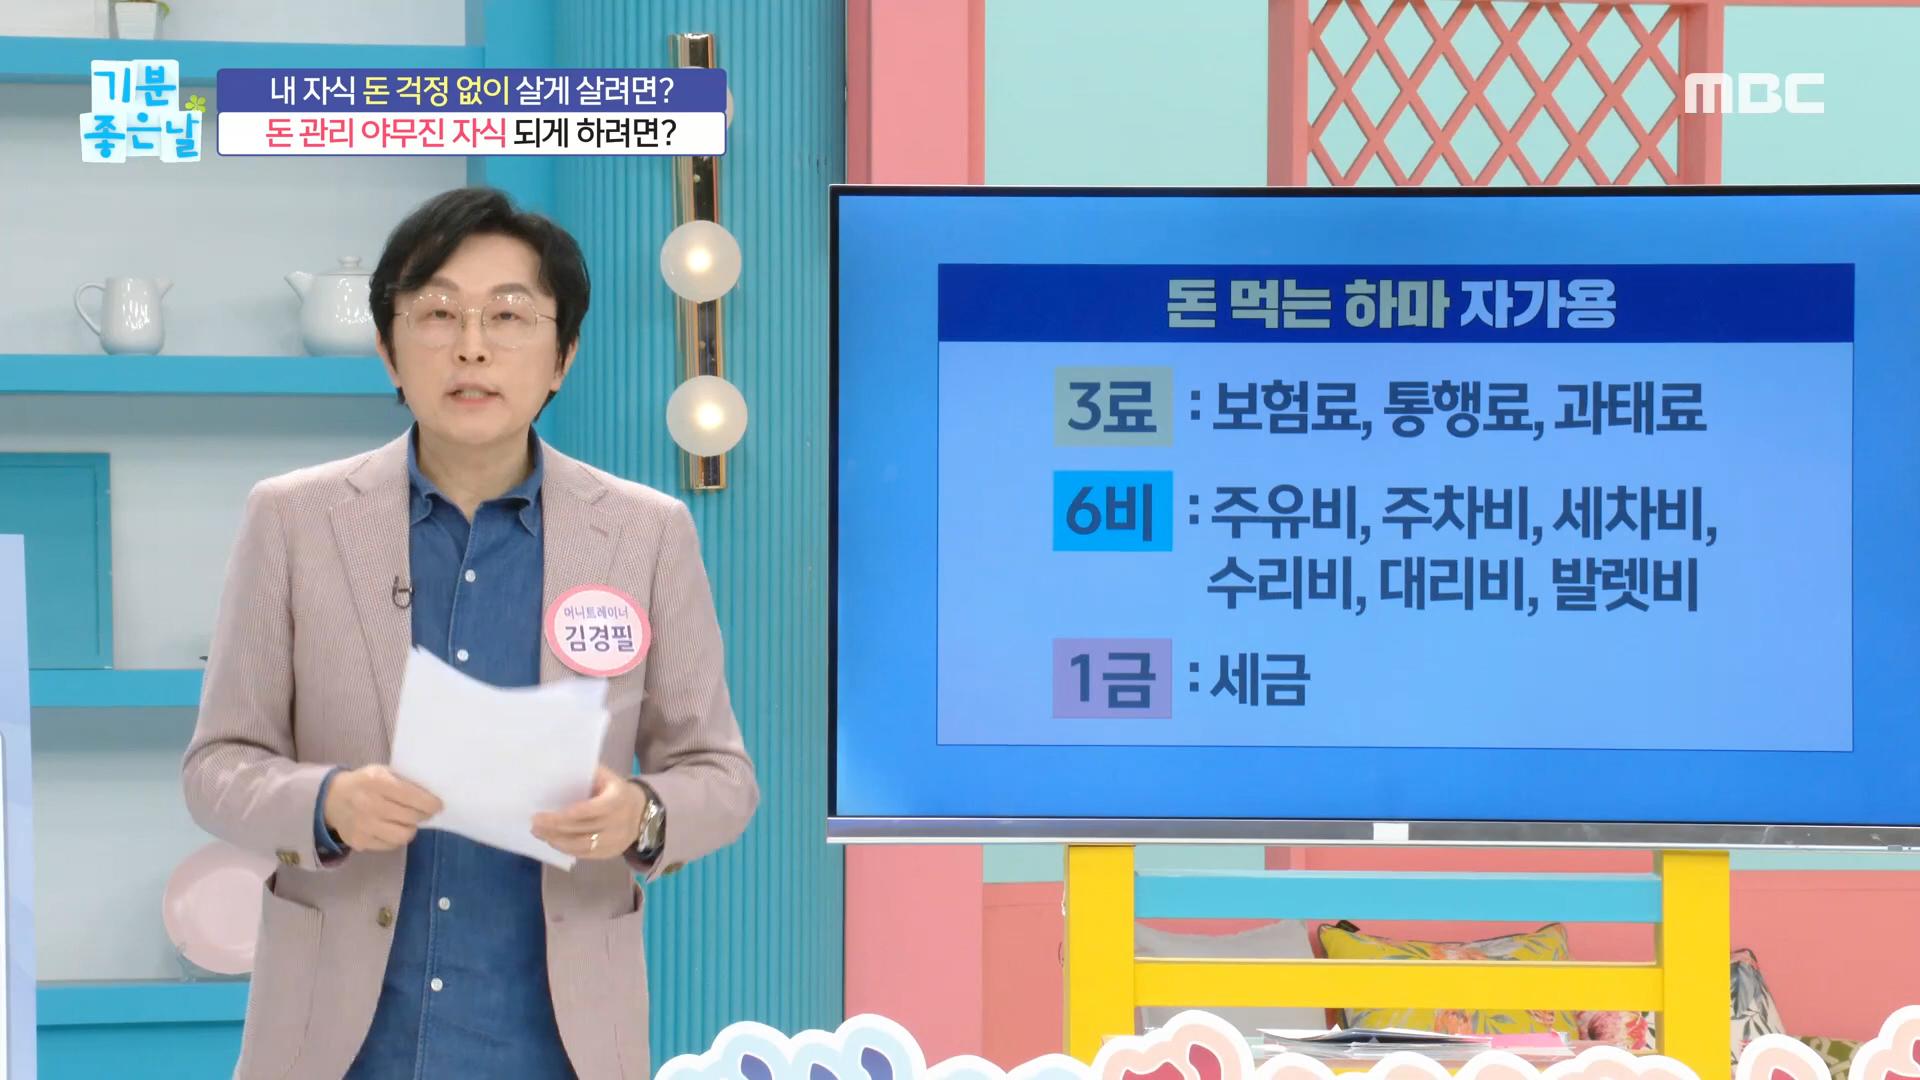 기분
좋은날
내 자식 돈 걱정 없이 살게 살려면?
돈 관리 야무진 자식 되게 하려면?
MBC
돈 먹는 하마 자가용
3료 : 보험료, 통행료, 과태료
6비 : 주유비, 주차비, 세차비,
수리비, 대리비, 발렛비
1금 : 세금
머니트레이너
김경필